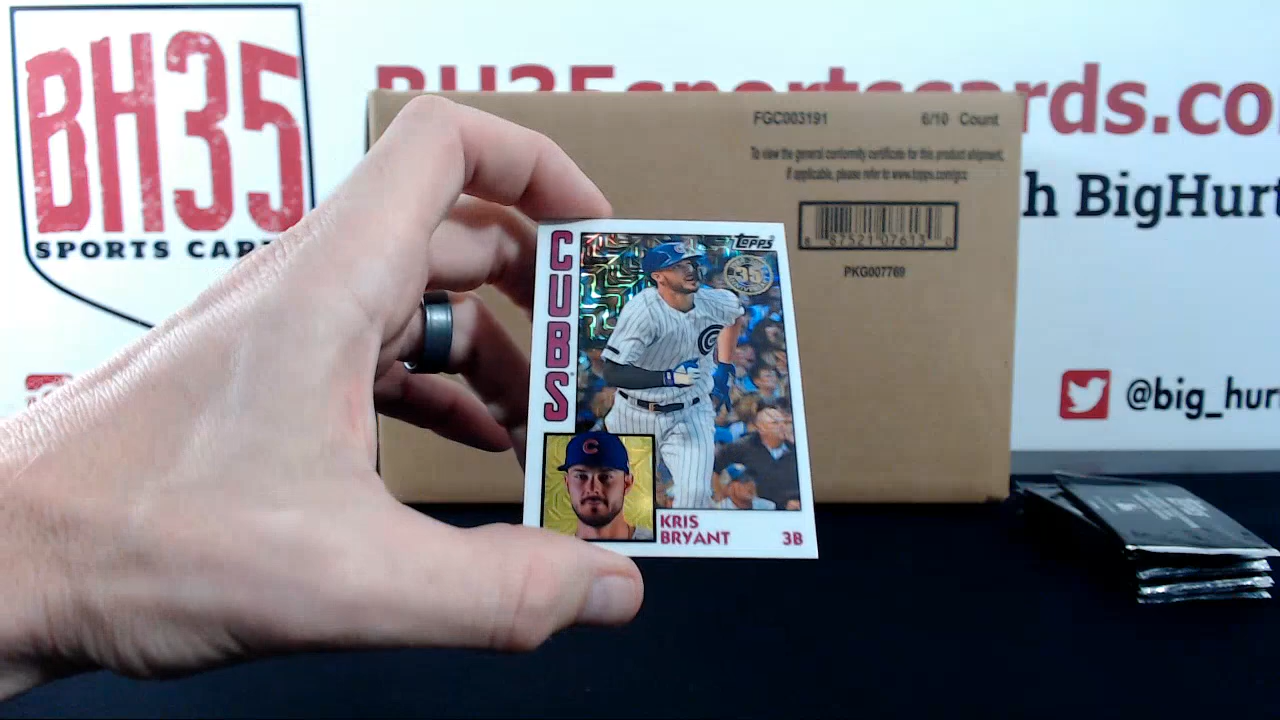 BH35
SPORTS CAR
BH35sportscards.co
h BigHurt
@big_hur
FGC003191 6/10 Count
To view the general conformity certificate for this product shipment,
if applicable, please refer to www.topps.com/gcc
PKG007769
CUBS
TOPPS
35
C
C
KRIS
BRYANT
3B